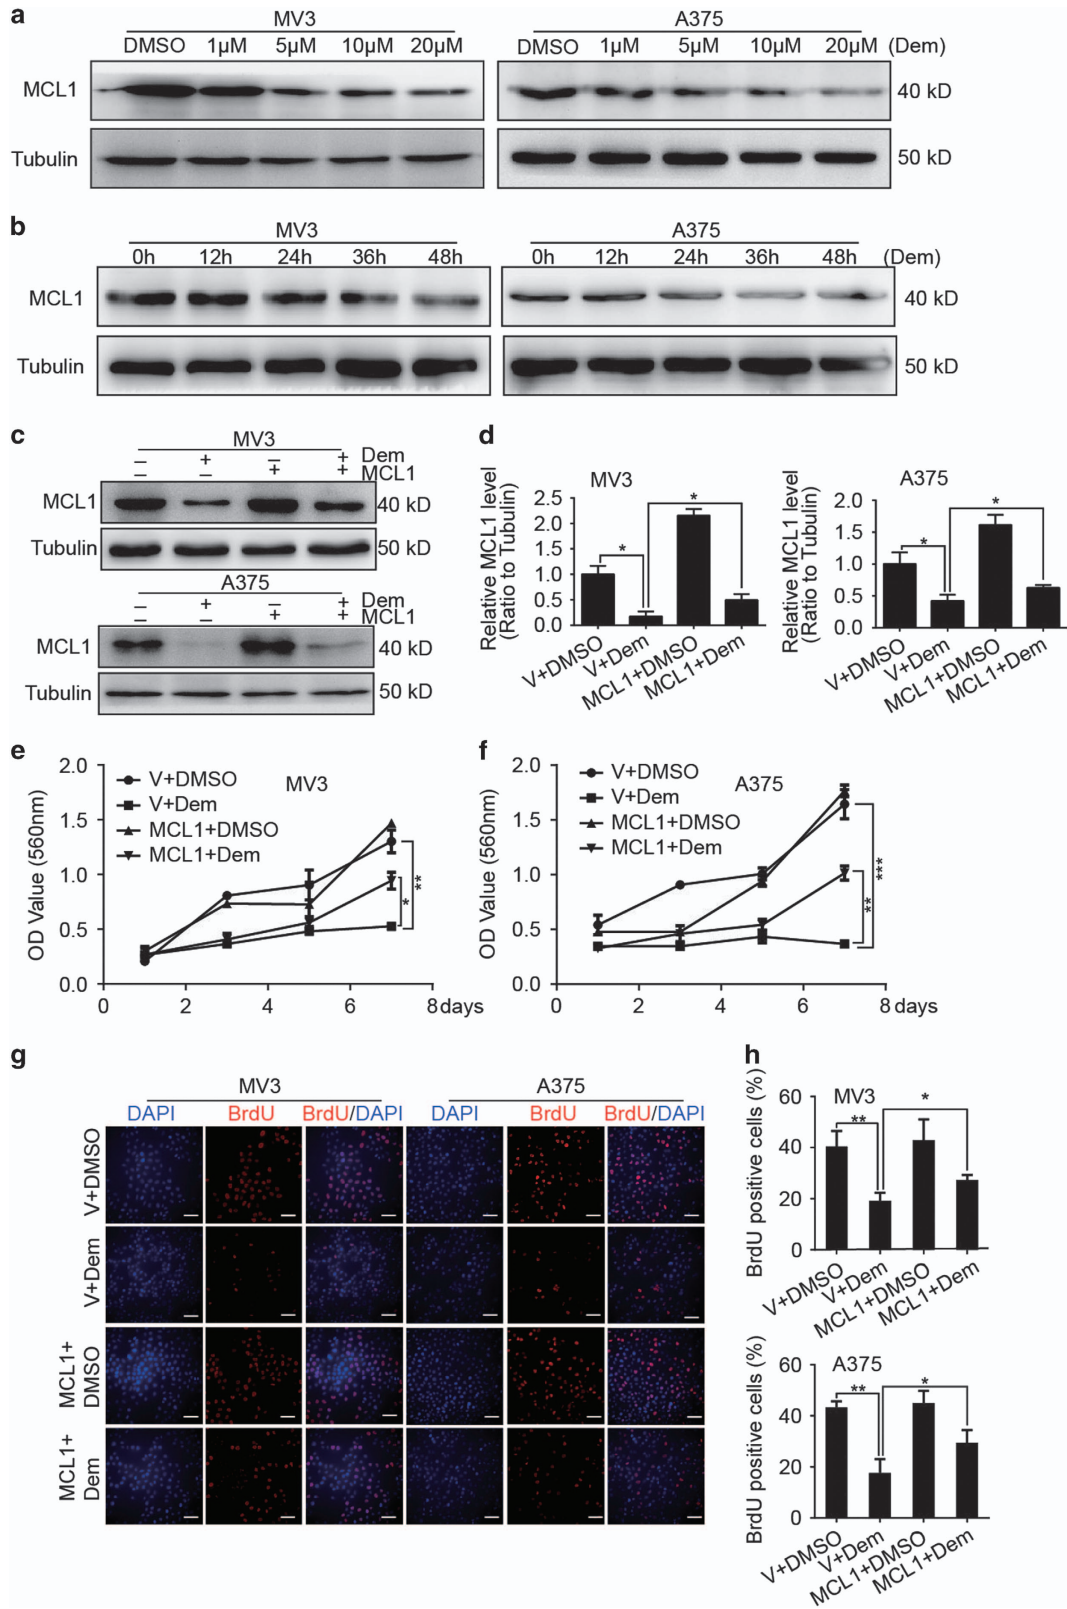 a
MV3
A375
DMSO 1µM 5µM 10µM 20µM
DMSO 1µM 5µM 10µM 20µM (Dem)
MCL1
40 kD
Tubulin
50 kD
b
MV3
A375
0h 12h 24h 36h 48h
0h 12h 24h 36h 48h (Dem)
MCL1
40 kD
Tubulin
50 kD
c
MV3
– + – + Dem
– – + + MCL1
MCL1
40 kD
Tubulin
50 kD
A375
– + – + Dem
– – + + MCL1
MCL1
40 kD
Tubulin
50 kD
d
MV3
Relative MCL1 level
(Ratio to Tubulin)
2.5
2.0
1.5
1.0
0.5
0.0
*
*
V+DMSO
V+Dem
MCL1+DMSO
MCL1+Dem
A375
Relative MCL1 level
(Ratio to Tubulin)
2.0
1.5
1.0
0.5
0.0
*
*
V+DMSO
V+Dem
MCL1+DMSO
MCL1+Dem
e
MV3
OD Value (560nm)
2.0
1.5
1.0
0.5
0.0
V+DMSO
V+Dem
MCL1+DMSO
MCL1+Dem
*
**
0 2 4 6 8 days
f
A375
OD Value (560nm)
2.0
1.5
1.0
0.5
0.0
V+DMSO
V+Dem
MCL1+DMSO
MCL1+Dem
**
***
0 2 4 6 8 days
g
MV3
A375
DAPI BrdU BrdU/DAPI DAPI BrdU BrdU/DAPI
V+DMSO
V+Dem
MCL1+
DMSO
MCL1+
Dem
h
MV3
BrdU positive cells (%)
60
40
20
0
**
*
V+DMSO
V+Dem
MCL1+DMSO
MCL1+Dem
A375
BrdU positive cells (%)
60
40
20
0
**
*
V+DMSO
V+Dem
MCL1+DMSO
MCL1+Dem